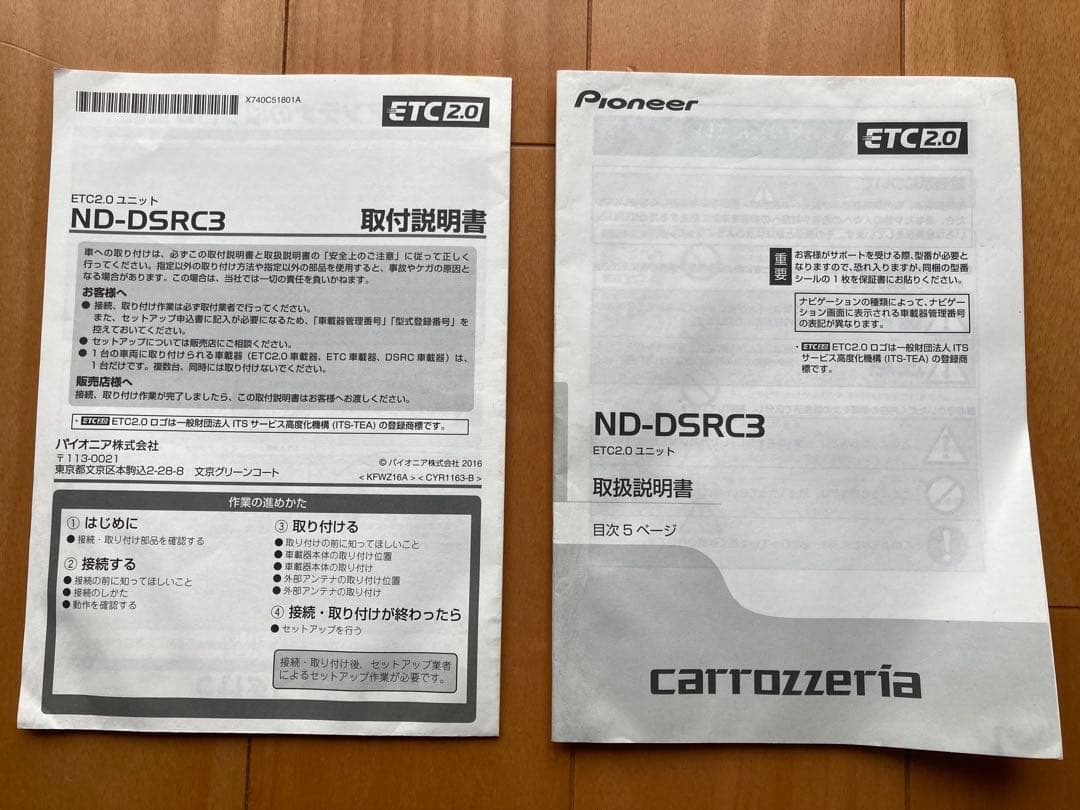 X740C51801A
ETC2.0
ETC2.0 ユニット
ND-DSRC3 取付説明書
車への取り付けは、必ずこの取付説明書と取扱説明書の「安全上のご注意」に従って正しく
行ってください。指定以外の取り付け方法や指定以外の部品を使用すると、事故やケガの原因と
なる場合があります。この場合は、当社では一切の責任を負いかねます。
お客様へ
● 接続、取り付け作業は必ず取付業者で行ってください。
また、セットアップ申込書に記入が必要になるため、「車載器管理番号」「型式登録番号」を
控えておいてください。
● セットアップについては販売店にご相談ください。
● 1台の車両に取り付けられる車載器（ETC2.0 車載器、ETC 車載器、DSRC 車載器）は、
1台だけです。複数台、同時には取り付けないでください。
販売店様へ
接続、取り付け作業が完了しましたら、この取付説明書はお客様へお渡しください。
・ETC2.0 ETC2.0 ロゴは一般財団法人 ITS サービス高度化機構 (ITS-TEA) の登録商標です。
パイオニア株式会社
〒113-0021
東京都文京区本駒込2-28-8 文京グリーンコート
© パイオニア株式会社 2016
< KFWZ16A > < CYR1163-B >
作業の進めかた
① はじめに
● 接続・取り付け部品を確認する
② 接続する
● 接続の前に知ってほしいこと
● 接続のしかた
● 動作を確認する
③ 取り付ける
● 取り付けの前に知ってほしいこと
● 車載器本体の取り付け位置
● 車載器本体の取り付け
● 外部アンテナの取り付け位置
● 外部アンテナの取り付け
④ 接続・取り付けが終わったら
● セットアップを行う
接続・取り付け後、セットアップ業者
によるセットアップ作業が必要です。
Pioneer
ETC2.0
重要
お客様がサポートを受ける際、型番が必要と
なりますので、恐れ入りますが、同梱の型番
シールの 1 枚を保証書にお貼りください。
ナビゲーションの種類によって、ナビゲー
ション画面に表示される車載器管理番号
の表記が異なります。
・ETC2.0 ETC2.0 ロゴは一般財団法人 ITS
サービス高度化機構 (ITS-TEA) の登録商
標です。
ND-DSRC3
ETC2.0 ユニット
取扱説明書
目次 5 ページ
carrozzeria